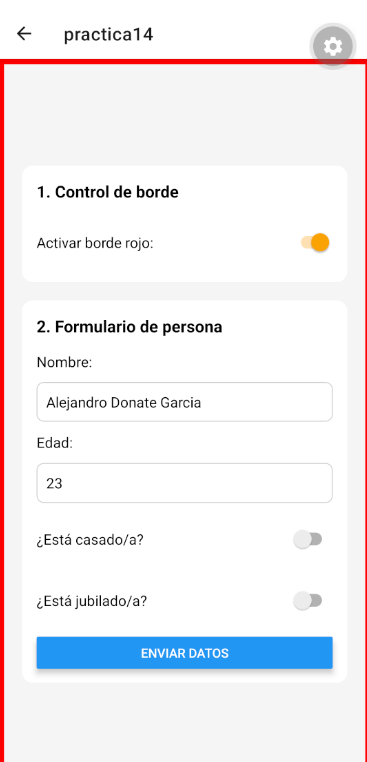 practica14
1. Control de borde
Activar borde rojo:
2. Formulario de persona
Nombre:
Alejandro Donate Garcia
Edad:
23
¿Está casado/a?
¿Está jubilado/a?
ENVIAR DATOS